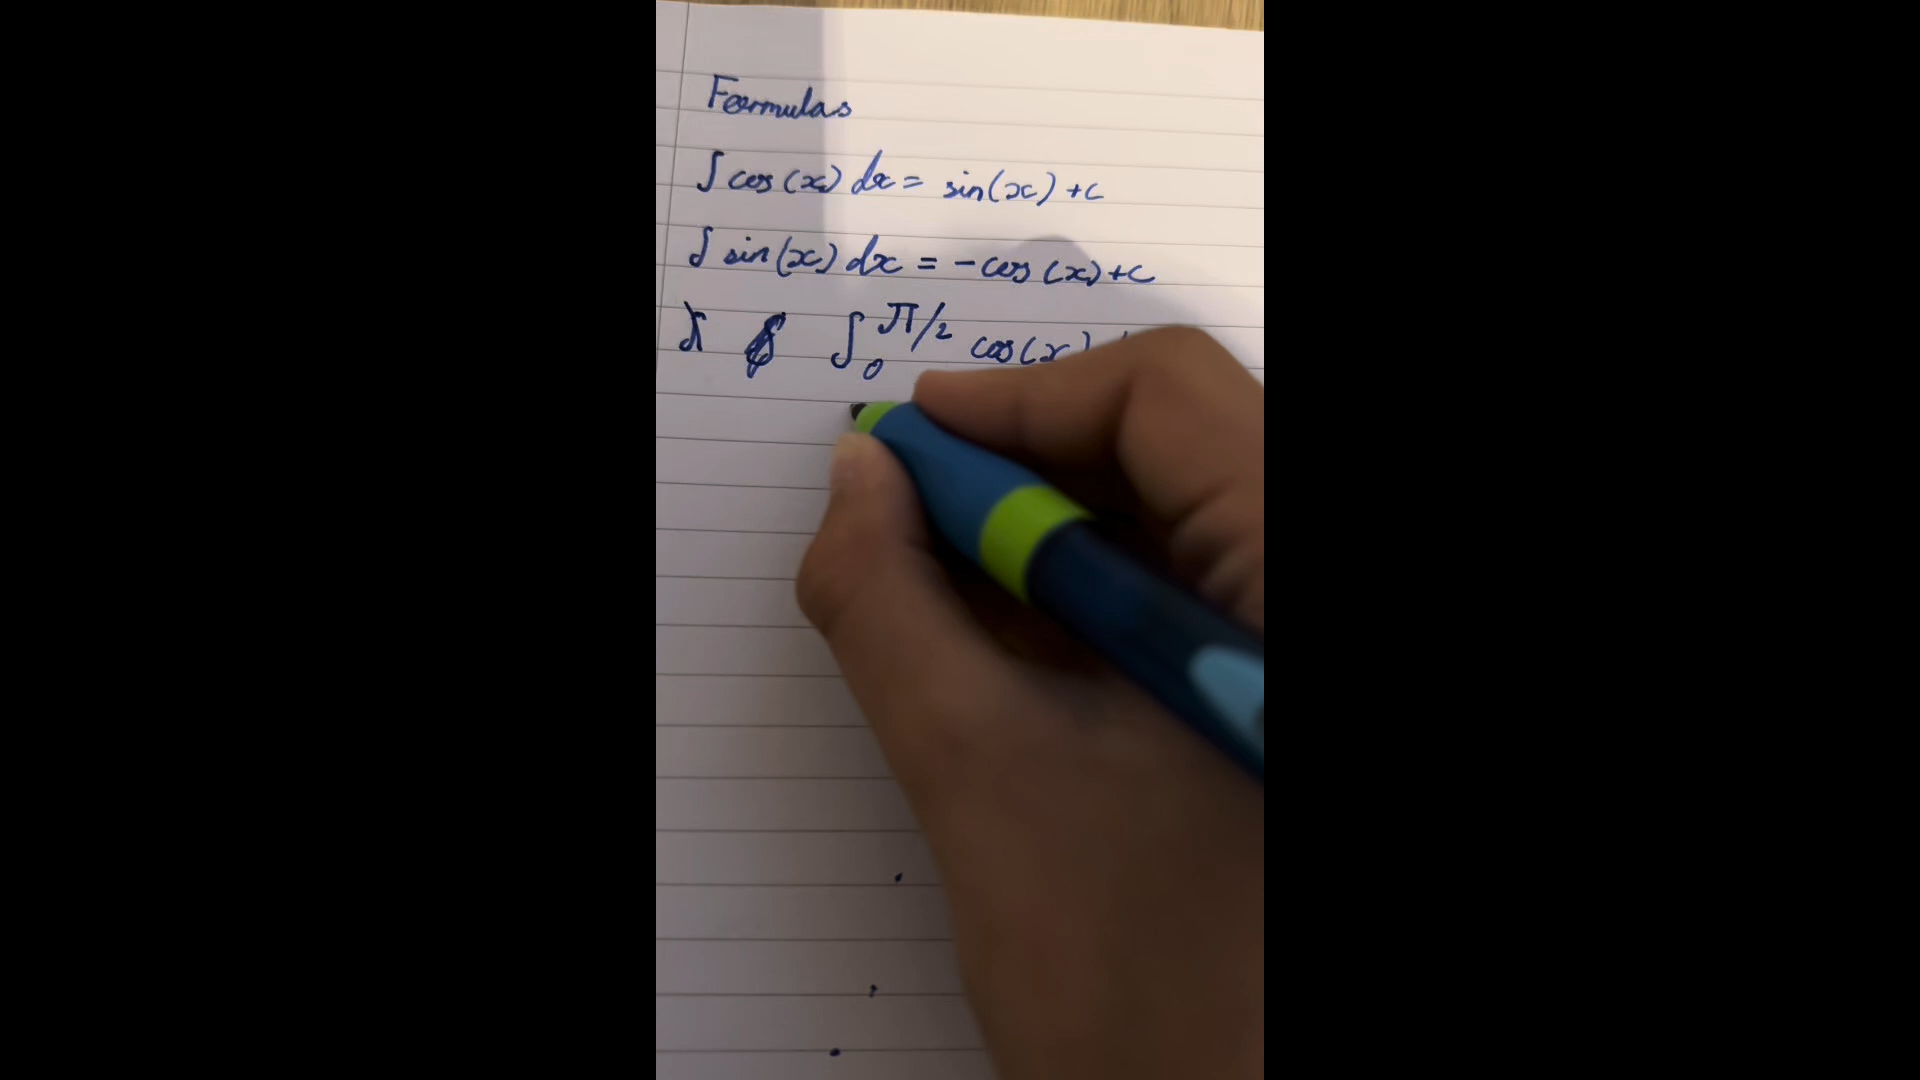 Formulas
∫ cos(x) dx = sin(x) + c
∫ sin(x) dx = -cos(x) + c
∫₀^π/2 cos(x)